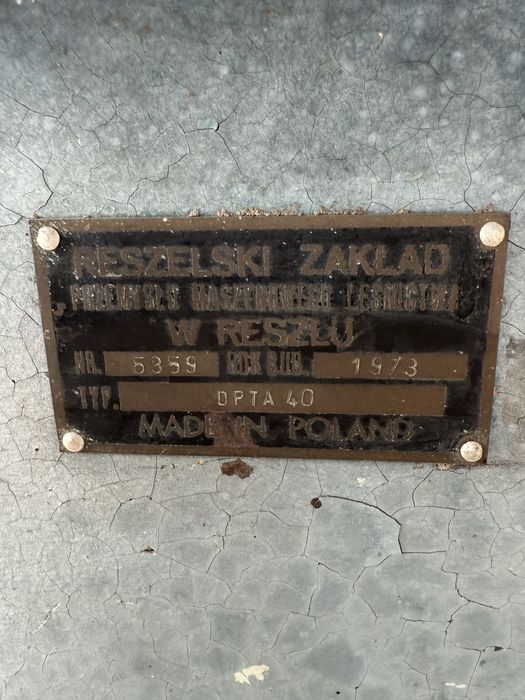 RESZELSKI ZAKŁAD
PRZEMYSŁU MASZYNOWEGO LEŚNICTWA
W RESZLU
NR. 5359 ROK BUD. 1973
TYP. DPTA 40
MADE IN POLAND